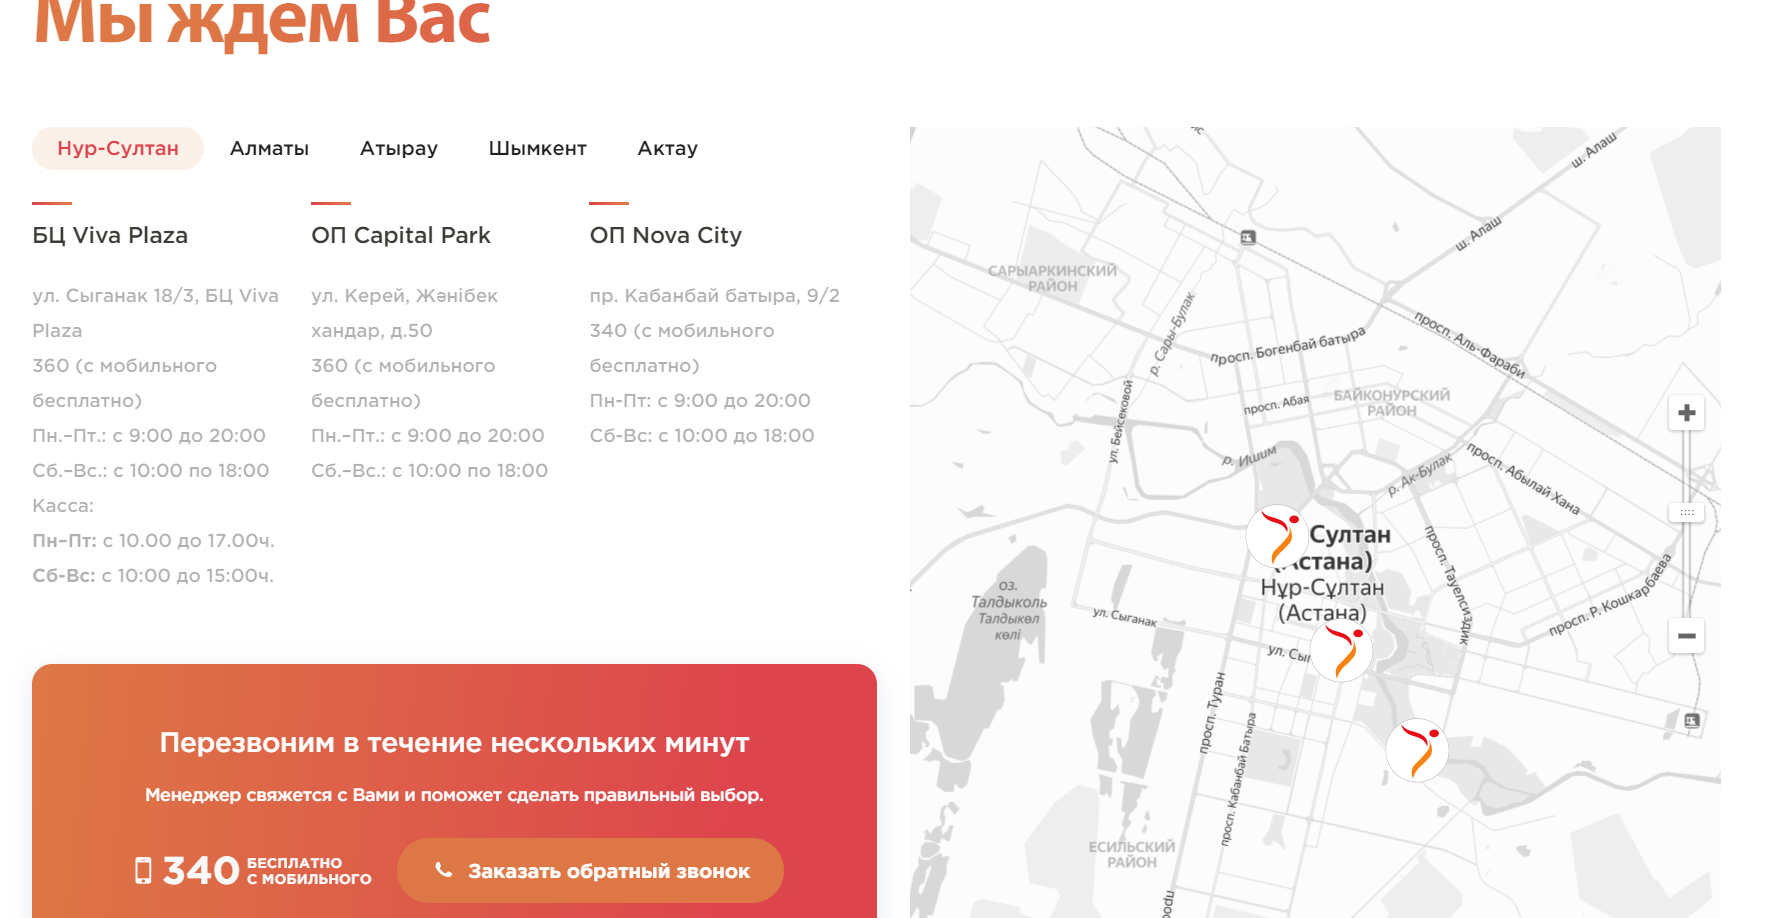 Мы ждем Вас
Нур-Султан
Алматы
Атырау
Шымкент
Актау
БЦ Viva Plaza
ул. Сыганак 18/3, БЦ Viva
Plaza
360 (с мобильного
бесплатно)
Пн.–Пт.: с 9:00 до 20:00
Сб.–Вс.: с 10:00 по 18:00
Касса:
Пн–Пт: с 10.00 до 17.00ч.
Сб-Вс: с 10:00 до 15:00ч.
ОП Capital Park
ул. Керей, Жәнібек
хандар, д.50
360 (с мобильного
бесплатно)
Пн.–Пт.: с 9:00 до 20:00
Сб.–Вс.: с 10:00 по 18:00
ОП Nova City
пр. Кабанбай батыра, 9/2
340 (с мобильного
бесплатно)
Пн-Пт: с 9:00 до 20:00
Сб-Вс: с 10:00 до 18:00
Перезвоним в течение нескольких минут
Менеджер свяжется с Вами и поможет сделать правильный выбор.
340
БЕСПЛАТНО
С МОБИЛЬНОГО
Заказать обратный звонок
ш. Алаш
ш. Алаш
САРЫАРКИНСКИЙ
РАЙОН
р. Сары-Булак
просп. Богенбай батыра
просп. Аль-Фараби
БАЙКОНУРСКИЙ
РАЙОН
просп. Абая
ул. Бейсековой
р. Ишим
р. Ак-Булак
просп. Абылай Хана
Султан
(Астана)
Нұр-Сұлтан
(Астана)
просп. Тауелсиздик
просп. Р. Кошкарбаева
оз.
Талдыколь
Талдыкөл
көлі
ул. Сыганак
ул. Сы
просп. Туран
просп. Кабанбай Батыра
ЕСИЛЬСКИЙ
РАЙОН